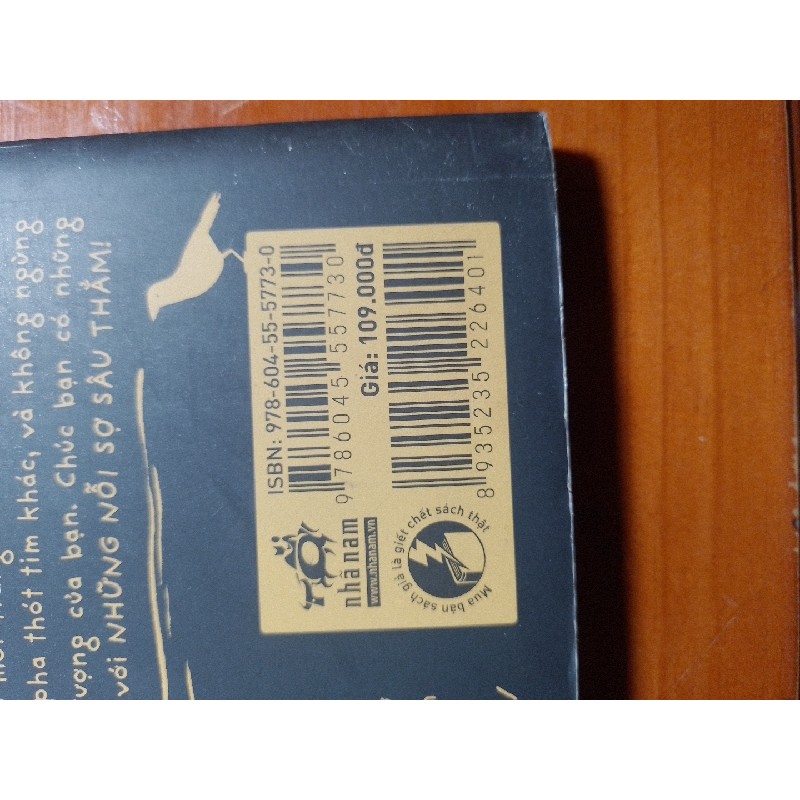 pha thót tim khác, và không ngừng
của bạn. Chúc bạn có những
với NHỮNG NỖI SỢ SÂU THẲM!
ISBN: 978-604-55-5773-0
9 786045 557730
Giá: 109.000đ
8 935235 226401
nhã nam
www.nhanam.vn
Mua bán sách giả là giết chết sách thật